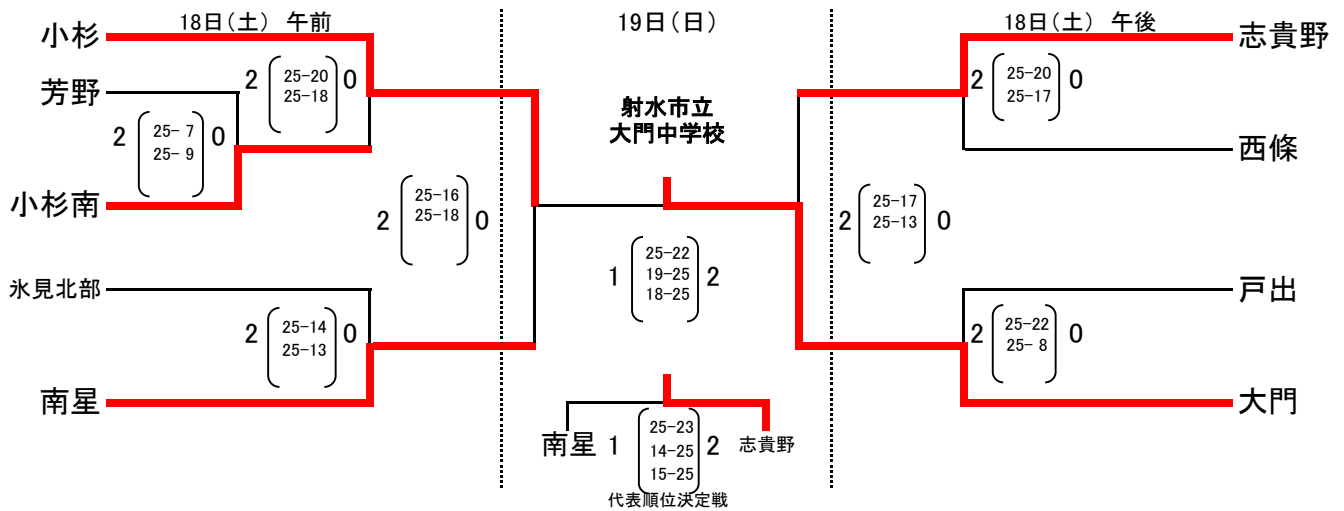 18日(土) 午前
19日(日)
18日(土) 午後
小杉
志貴野
2 25-20 0
25-18
2 25-20 0
25-17
芳野
射水市立
大門中学校
2 25- 7 0
25- 9
西條
小杉南
2 25-16 0
25-18
2 25-17 0
25-13
1 25-22 2
19-25
18-25
氷見北部
戸出
2 25-14 0
25-13
2 25-22 0
25- 8
南星
大門
南星 1 25-23 2 志貴野
14-25
15-25
代表順位決定戦